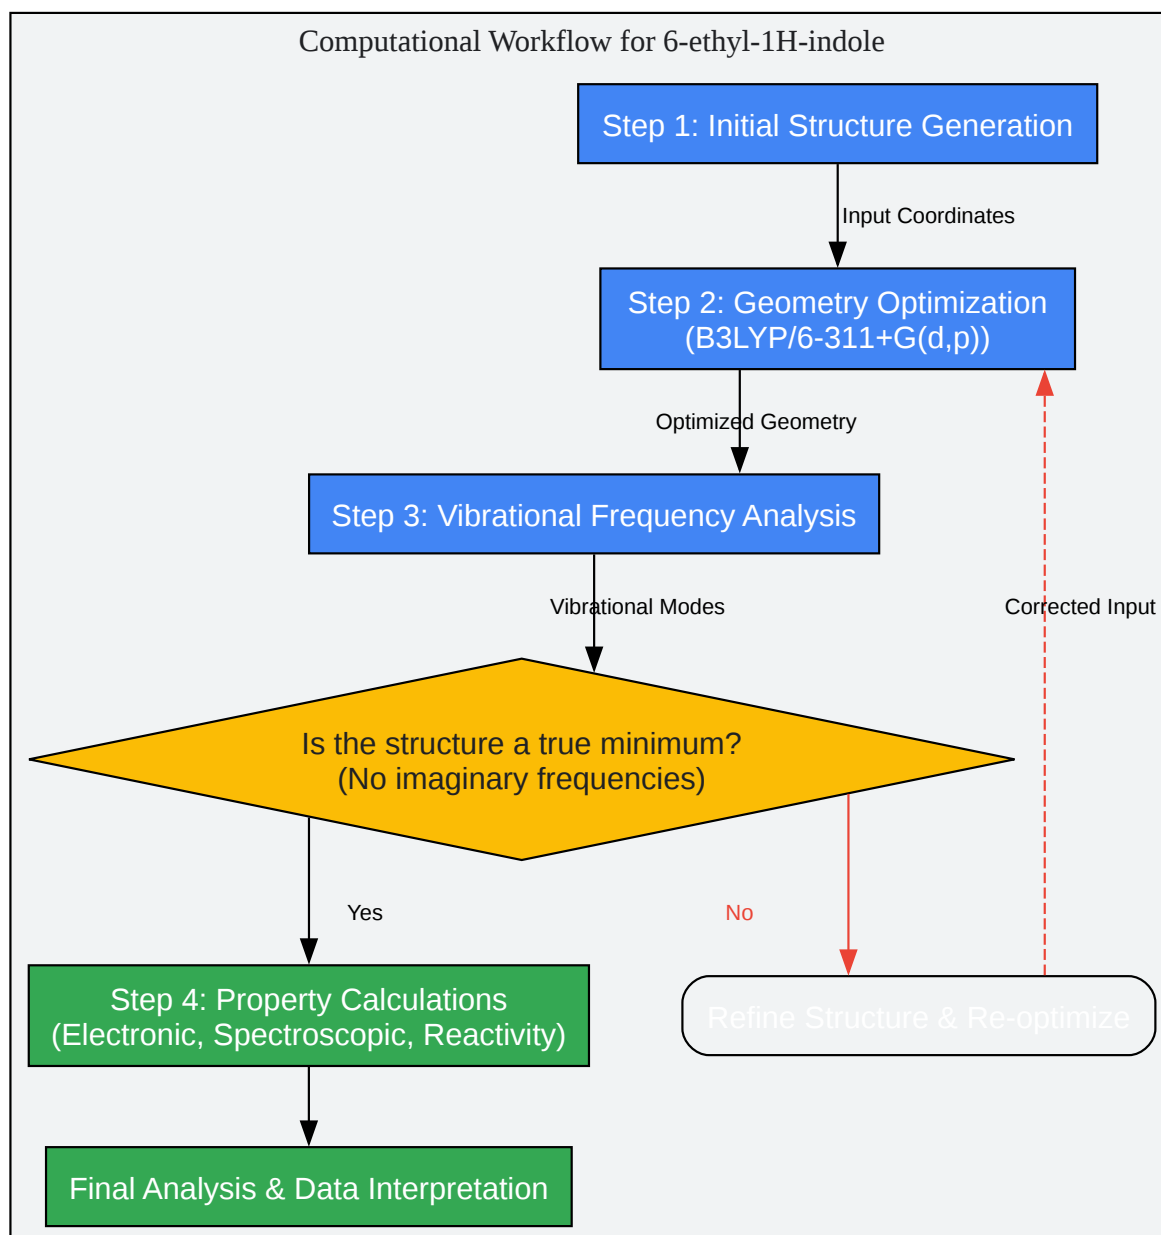 Computational Workflow for 6-ethyl-1H-indole
Step 1: Initial Structure Generation
Input Coordinates
Step 2: Geometry Optimization
(B3LYP/6-311+G(d,p))
Optimized Geometry
Step 3: Vibrational Frequency Analysis
Vibrational Modes
Corrected Input
Is the structure a true minimum?
(No imaginary frequencies)
Yes
No
Step 4: Property Calculations
(Electronic, Spectroscopic, Reactivity)
Refine Structure & Re-optimize
Final Analysis & Data Interpretation